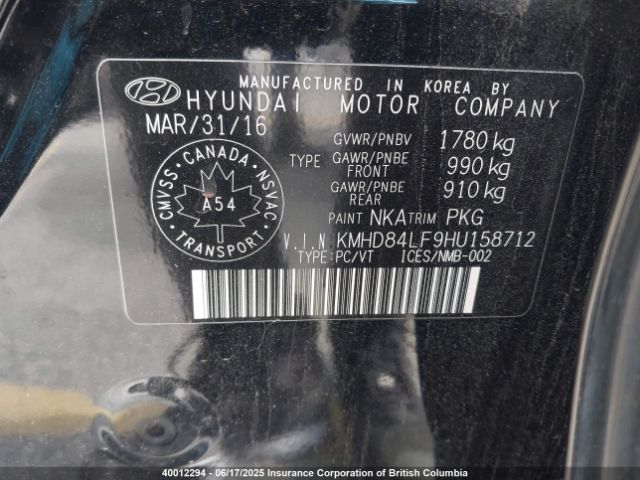 MANUFACTURED IN KOREA BY
HYUNDAI MOTOR COMPANY
MAR/31/16
GVWR/PNBV 1780 kg
TYPE GAWR/PNBE FRONT 990 kg
GAWR/PNBE REAR 910 kg
CANADA
CMVSS NSVAC
A54
TRANSPORT
PAINT NKA TRIM PKG
V.I.N KMHD84LF9HU158712
TYPE:PC/VT ICES/NMB-002
40012294 - 06/17/2025 Insurance Corporation of British Columbia